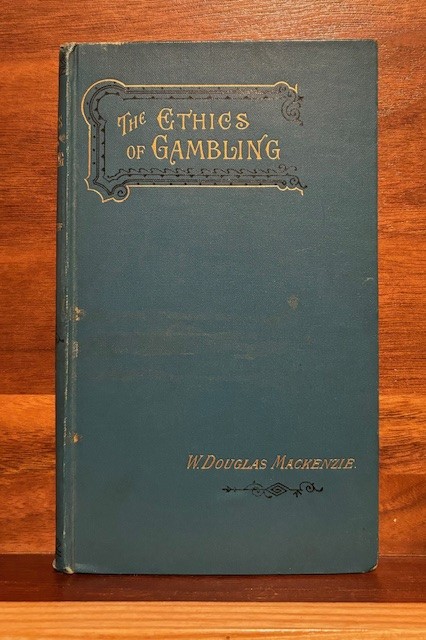 The Ethics
of Gambling
W. Douglas Mackenzie.